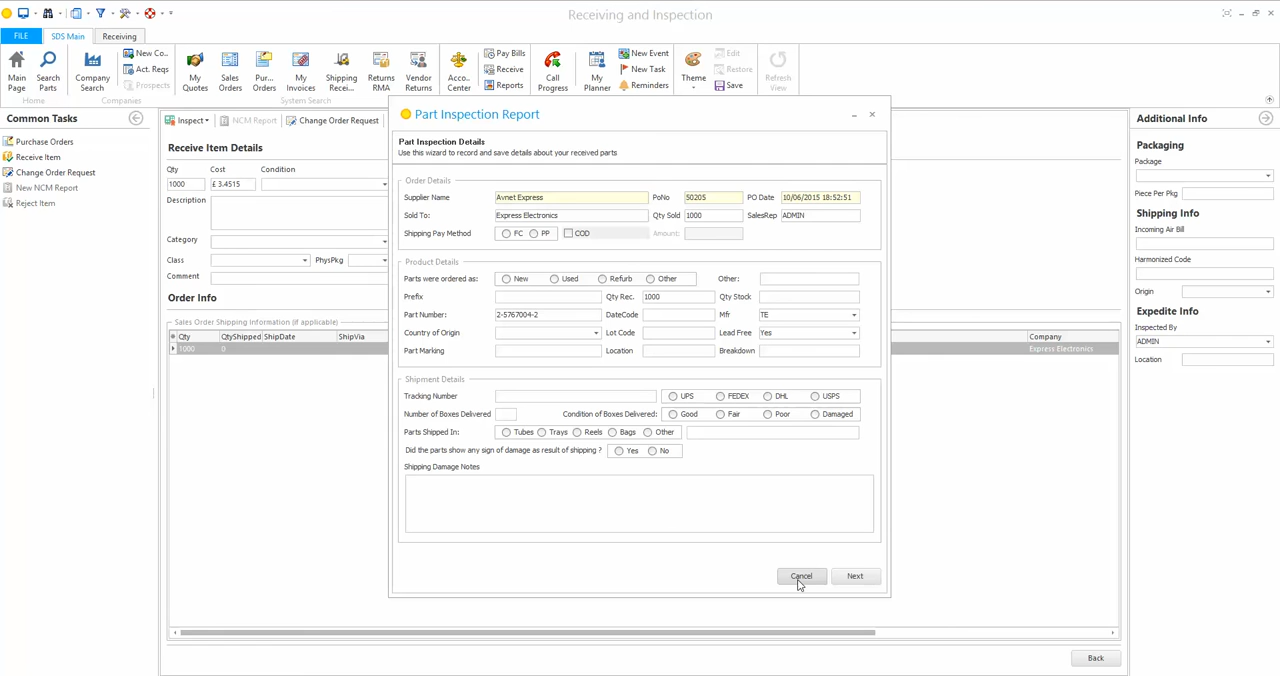 Receiving and Inspection
FILE SDS Main Receiving
Main Page
Search Parts
Home
Company Search
New Co..
Act. Reqs
Prospects
Companies
My Quotes
Sales Orders
Pur... Orders
My Invoices
Shipping Recei...
Returns RMA
Vendor Returns
System Search
Acco... Center
Pay Bills
Receive
Reports
Call Progress
My Planner
New Event
New Task
Reminders
Theme
Edit
Restore
Save
Refresh View
Common Tasks
Purchase Orders
Receive Item
Change Order Request
New NCM Report
Reject Item
Inspect NCM Report Change Order Request
Receive Item Details
Qty Cost Condition
1000 £ 3.4515
Description
Category
Class PhysPkg
Comment
Order Info
Sales Order Shipping Information (if applicable)
Qty QtyShipped ShipDate ShipVia Company
1000 0 Express Electronics
Part Inspection Report
Part Inspection Details
Use this wizard to record and save details about your received parts
Order Details
Supplier Name Avnet Express PoNo 50205 PO Date 10/06/2015 18:52:51
Sold To: Express Electronics Qty Sold 1000 SalesRep ADMIN
Shipping Pay Method FC PP COD Amount:
Product Details
Parts were ordered as: New Used Refurb Other Other:
Prefix Qty Rec. 1000 Qty Stock
Part Number: 2-5767004-2 DateCode Mfr TE
Country of Origin Lot Code Lead Free Yes
Part Marking Location Breakdown
Shipment Details
Tracking Number UPS FEDEX DHL USPS
Number of Boxes Delivered Condition of Boxes Delivered: Good Fair Poor Damaged
Parts Shipped In: Tubes Trays Reels Bags Other
Did the parts show any sign of damage as result of shipping ? Yes No
Shipping Damage Notes
Cancel Next
Back
Additional Info
Packaging
Package
Piece Per Pkg
Shipping Info
Incoming Air Bill
Harmonized Code
Origin
Expedite Info
Inspected By
ADMIN
Location